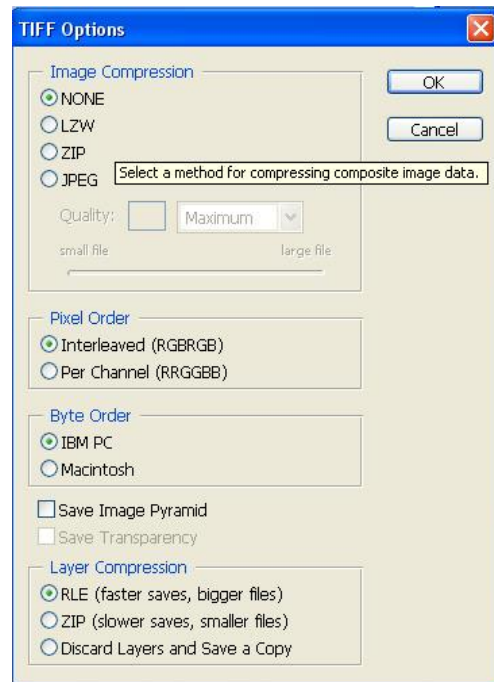 TIFF Options
Image Compression
NONE
LZW
ZIP
JPEG
Select a method for compressing composite image data.
Quality: Maximum
small file large file
OK
Cancel
Pixel Order
Interleaved (RGBRGB)
Per Channel (RRGGBB)
Byte Order
IBM PC
Macintosh
Save Image Pyramid
Save Transparency
Layer Compression
RLE (faster saves, bigger files)
ZIP (slower saves, smaller files)
Discard Layers and Save a Copy